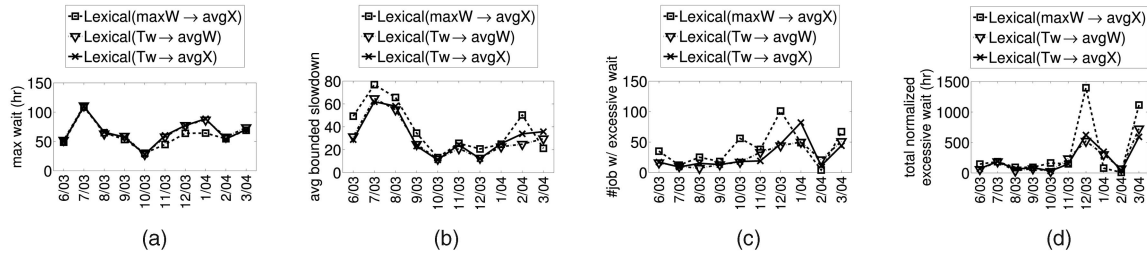 Lexical(maxW → avgX)
Lexical(Tw → avgW)
Lexical(Tw → avgX)
max wait (hr)
150
100
50
0
6/03
7/03
8/03
9/03
10/03
11/03
12/03
1/04
2/04
3/04
(a)
Lexical(maxW → avgX)
Lexical(Tw → avgW)
Lexical(Tw → avgX)
avg bounded slowdown
80
60
40
20
0
6/03
7/03
8/03
9/03
10/03
11/03
12/03
1/04
2/04
3/04
(b)
Lexical(maxW → avgX)
Lexical(Tw → avgW)
Lexical(Tw → avgX)
#job w/ excessive wait
150
100
50
0
6/03
7/03
8/03
9/03
10/03
11/03
12/03
1/04
2/04
3/04
(c)
Lexical(maxW → avgX)
Lexical(Tw → avgW)
Lexical(Tw → avgX)
total normalized
excessive wait (hr)
1500
1000
500
0
6/03
7/03
8/03
9/03
10/03
11/03
12/03
1/04
2/04
3/04
(d)